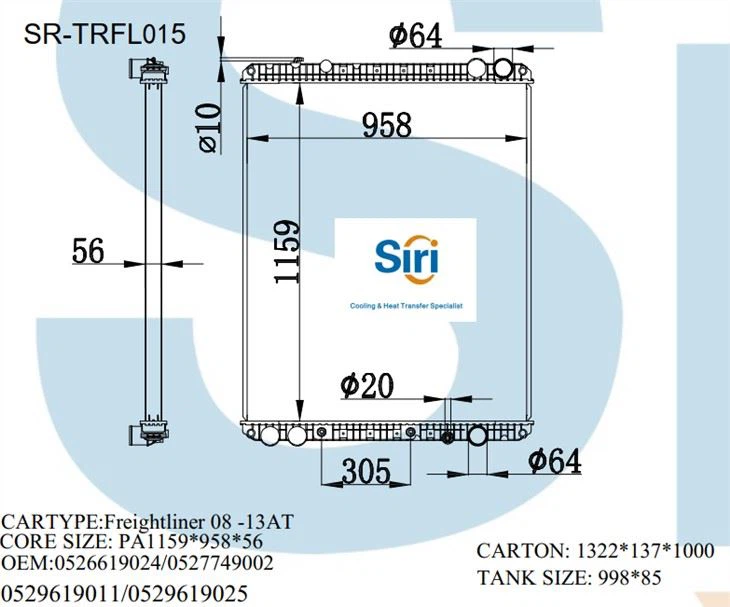 SR-TRFL015
ϕ64
⌀10
958
56
1159
Siri
Cooling & Heat Transfer Specialist
ϕ20
305
ϕ64
CARTYPE:Freightliner 08 -13AT
CORE SIZE: PA1159*958*56
OEM:0526619024/0527749002
0529619011/0529619025
CARTON: 1322*137*1000
TANK SIZE: 998*85